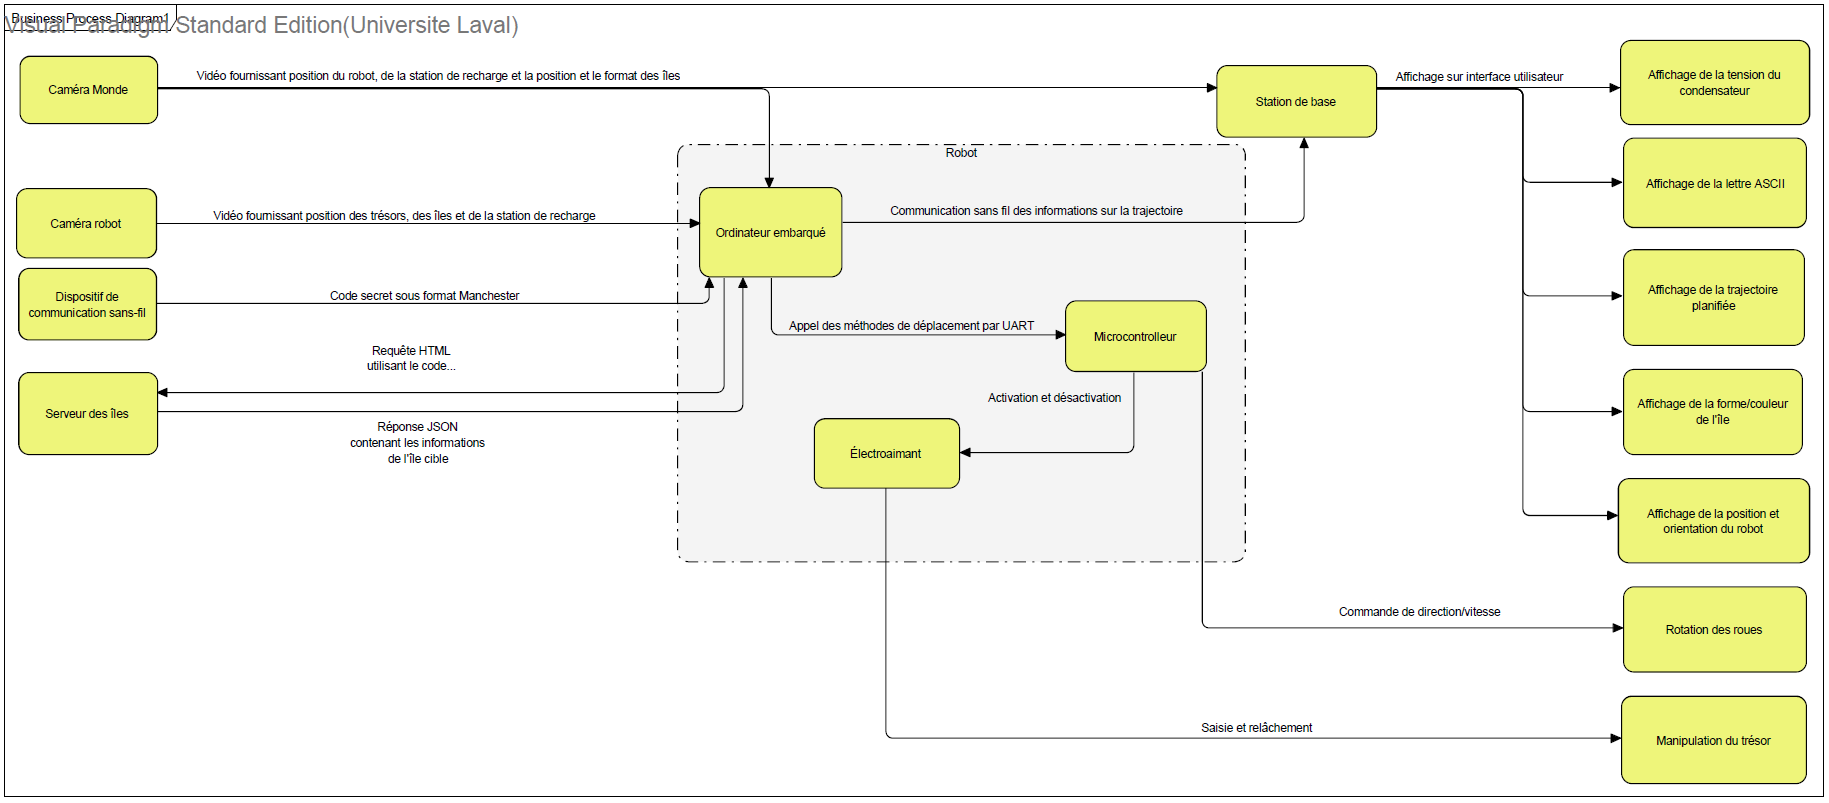 Business Process Diagram1
Visual Paradigm Standard Edition(Universite Laval)
Caméra Monde
Vidéo fournissant position du robot, de la station de recharge et la position et le format des îles
Station de base
Affichage sur interface utilisateur
Affichage de la tension du
condensateur
Robot
Affichage de la lettre ASCII
Caméra robot
Vidéo fournissant position des trésors, des îles et de la station de recharge
Ordinateur embarqué
Communication sans fil des informations sur la trajectoire
Dispositif de
communication sans-fil
Code secret sous format Manchester
Affichage de la trajectoire
planifiée
Appel des méthodes de déplacement par UART
Microcontrolleur
Requête HTML
utilisant le code...
Serveur des îles
Activation et désactivation
Affichage de la forme/couleur
de l'île
Réponse JSON
contenant les informations
de l'île cible
Électroaimant
Affichage de la position et
orientation du robot
Commande de direction/vitesse
Rotation des roues
Saisie et relâchement
Manipulation du trésor